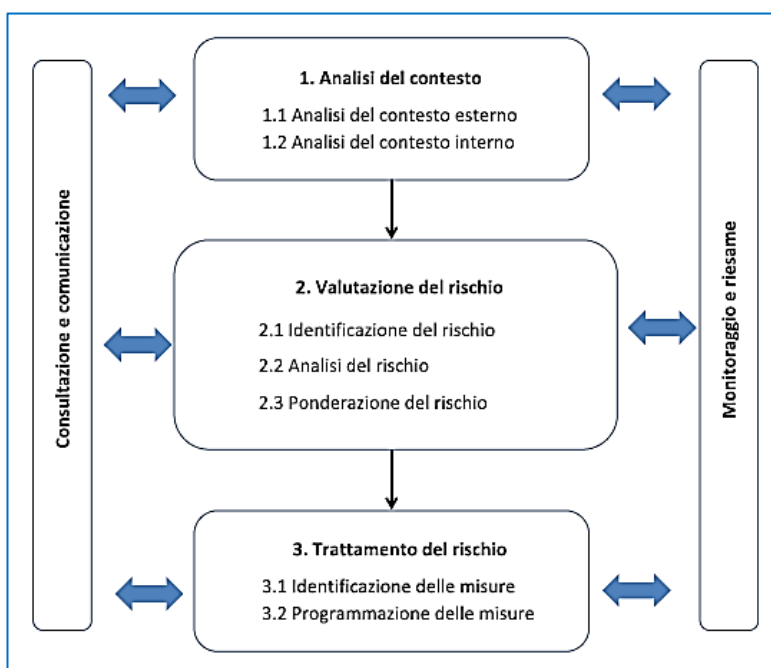 Consultazione e comunicazione
1. Analisi del contesto
1.1 Analisi del contesto esterno
1.2 Analisi del contesto interno
2. Valutazione del rischio
2.1 Identificazione del rischio
2.2 Analisi del rischio
2.3 Ponderazione del rischio
3. Trattamento del rischio
3.1 Identificazione delle misure
3.2 Programmazione delle misure
Monitoraggio e riesame